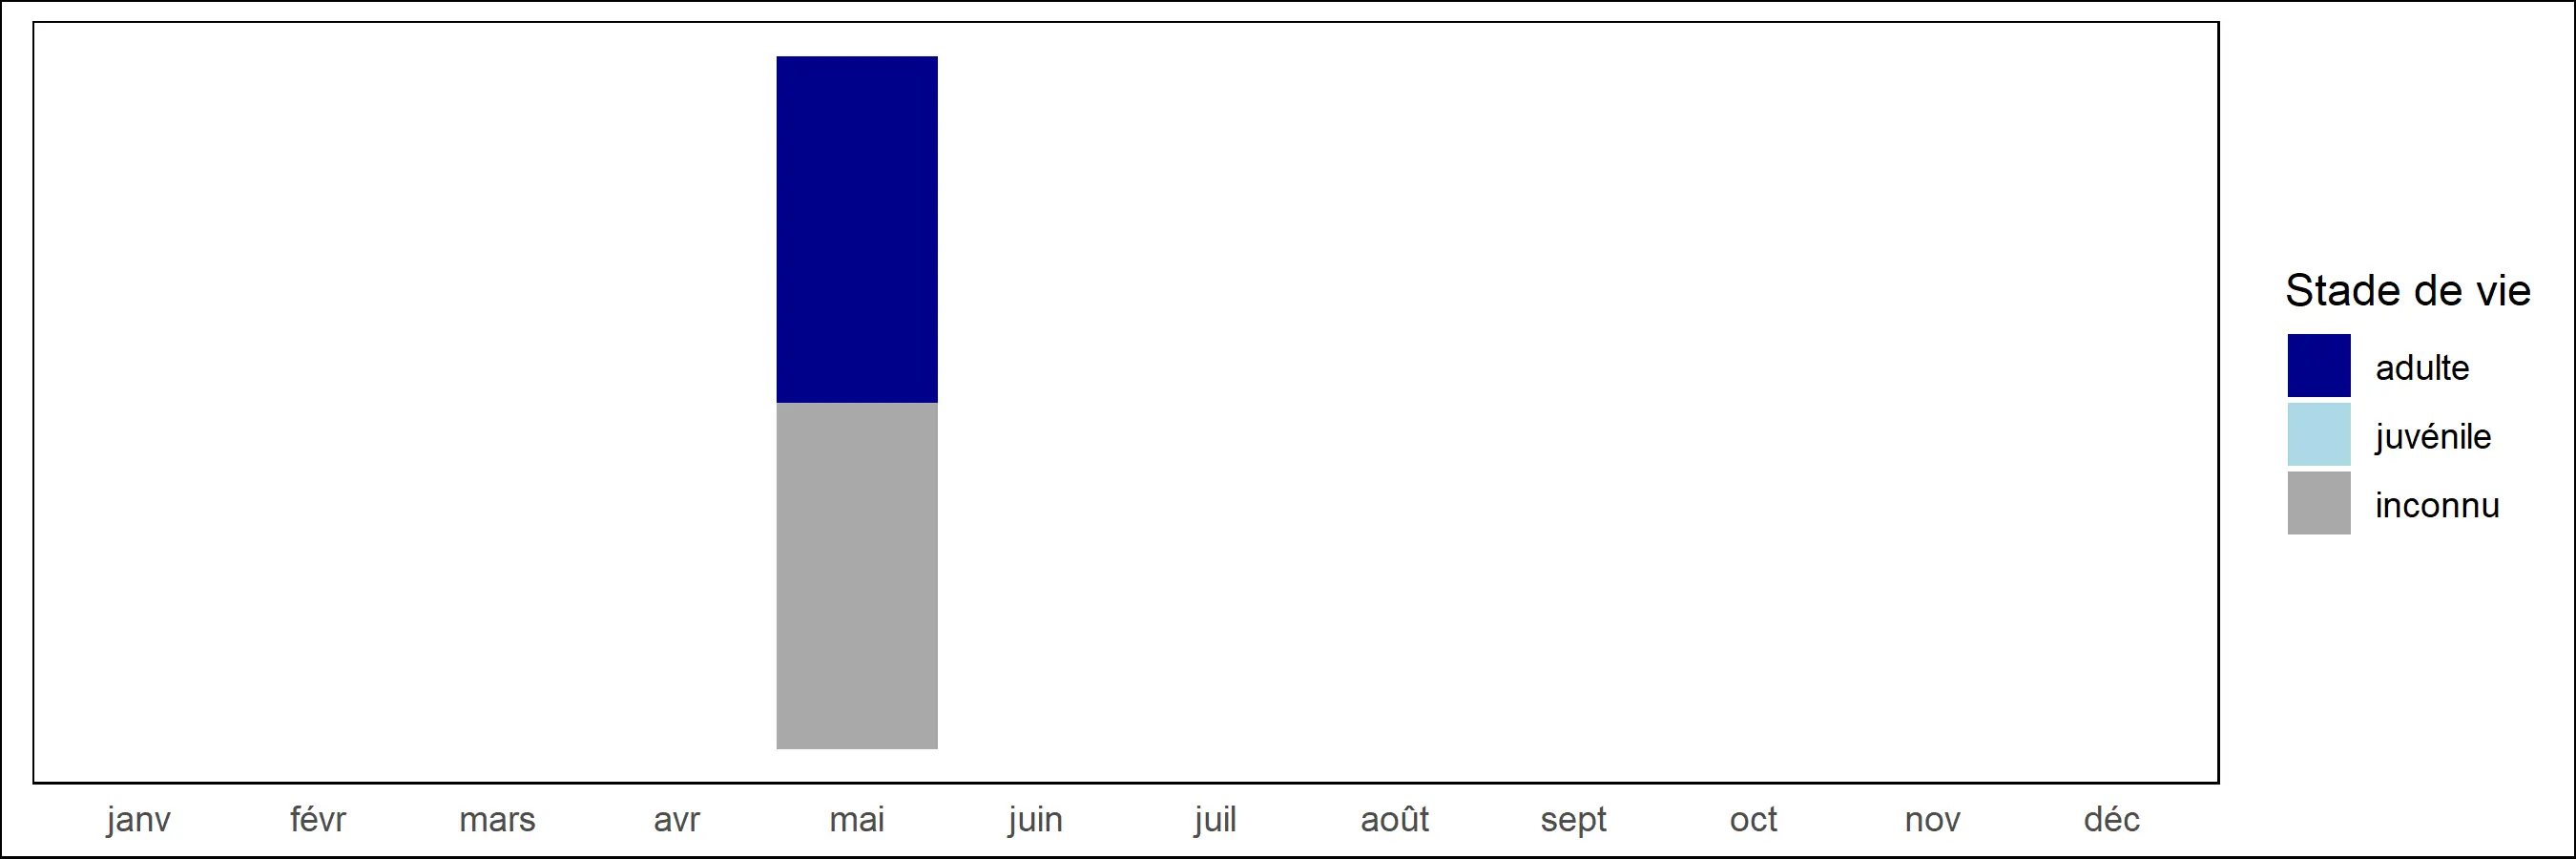 Stade de vie
adulte
juvénile
inconnu
janv févr mars avr mai juin juil août sept oct nov déc